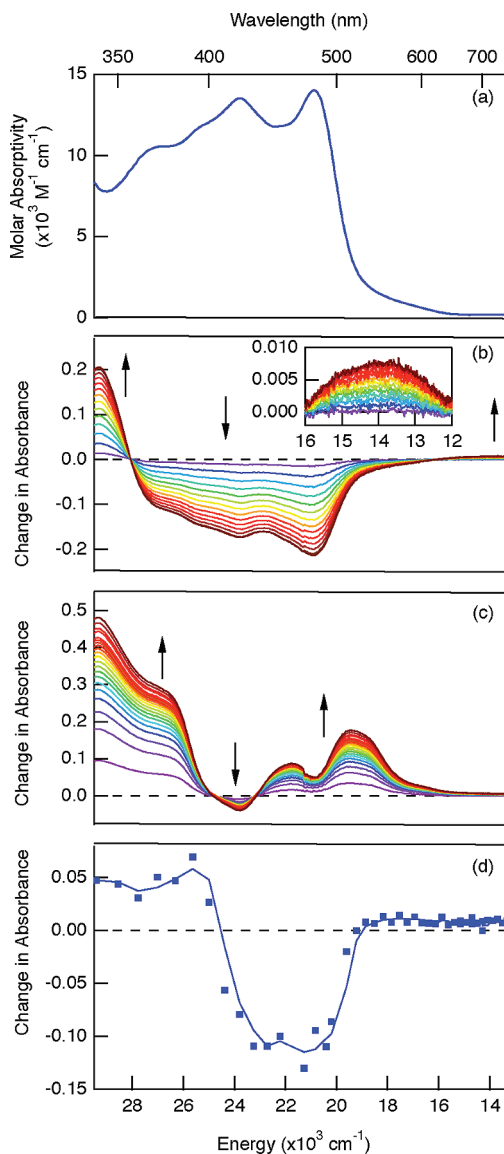 Wavelength (nm)
350 400 500 600 700
(a)
Molar Absorptivity
(x10³ M⁻¹ cm⁻¹)
15
10
5
0
(b)
Change in Absorbance
0.2
0.1
0.0
-0.1
-0.2
0.010
0.005
0.000
16 15 14 13 12
(c)
Change in Absorbance
0.5
0.4
0.3
0.2
0.1
0.0
(d)
Change in Absorbance
0.05
0.00
-0.05
-0.10
-0.15
28 26 24 22 20 18 16 14
Energy (x10³ cm⁻¹)